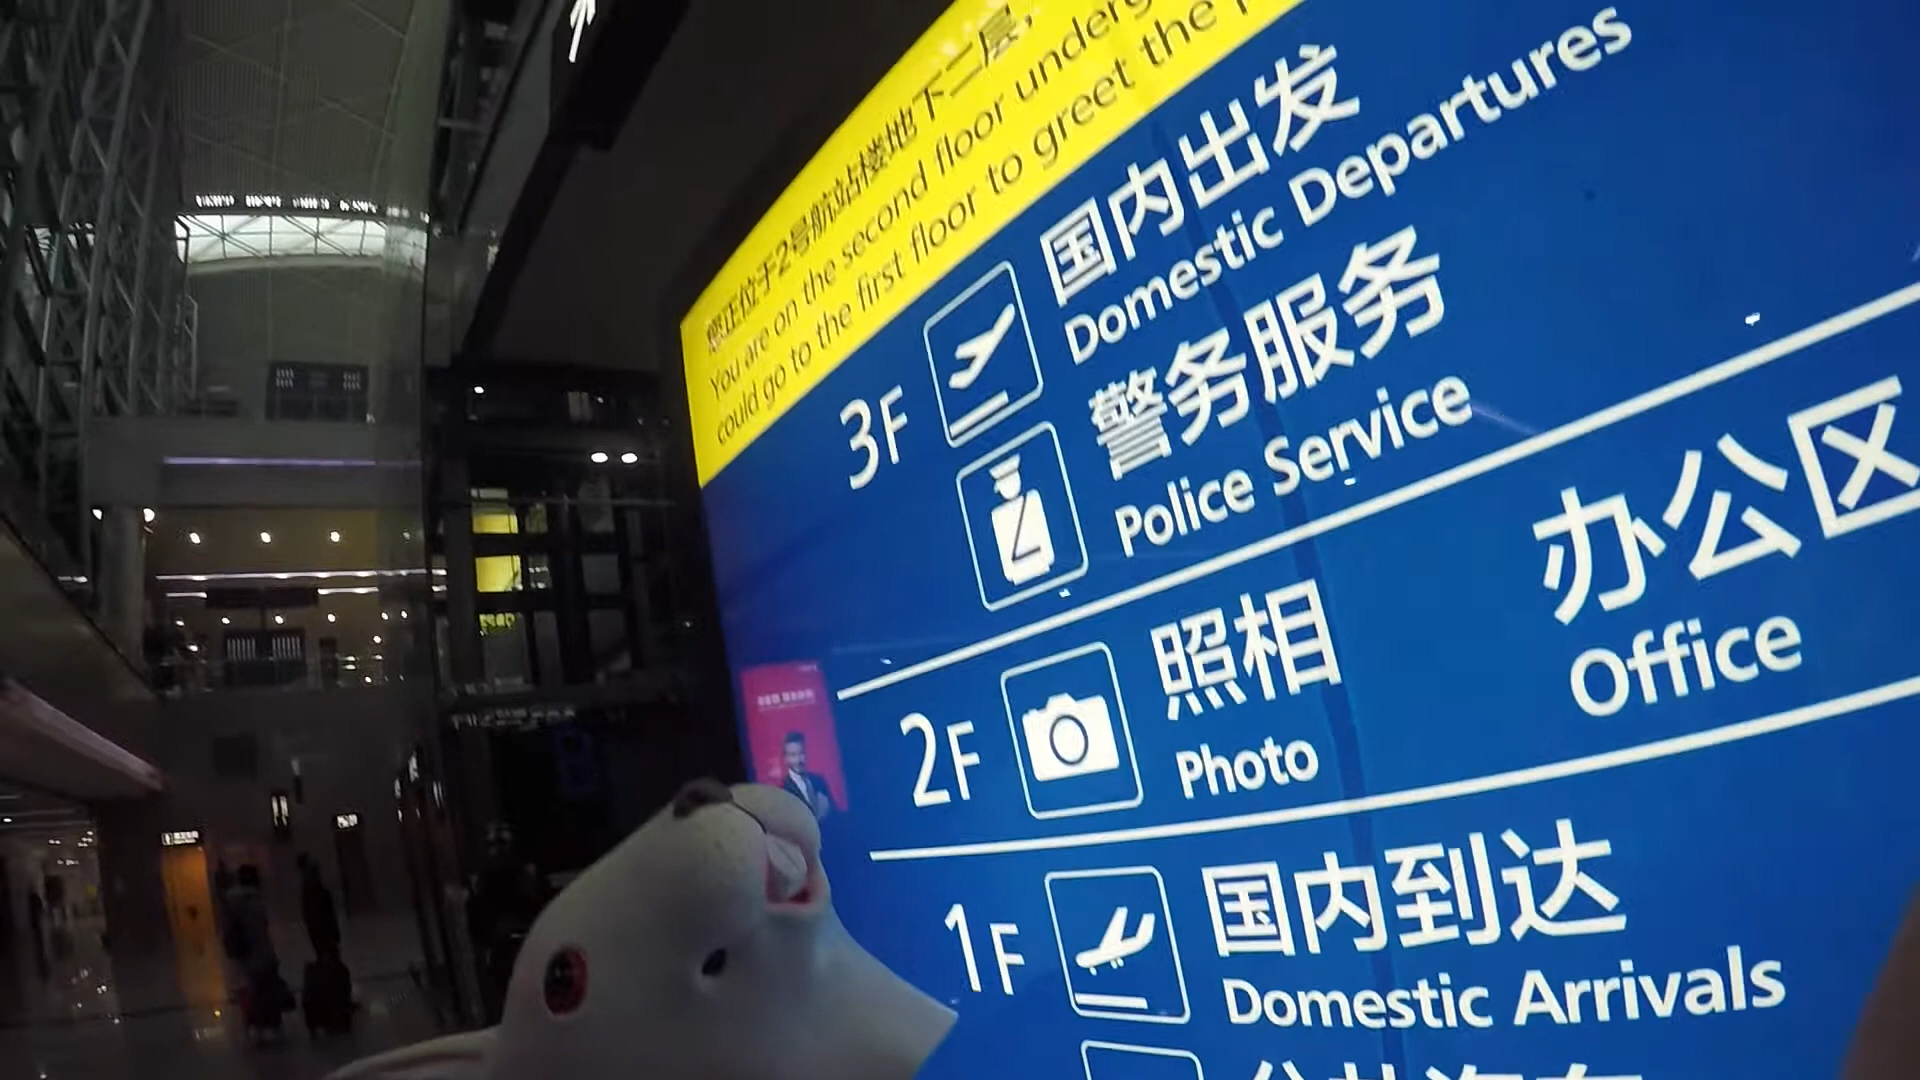 您正位于2号航站楼地下二层,
You are on the second floor underg
could go to the first floor to greet the
3F
国内出发
Domestic Departures
警务服务
Police Service
2F
照相
Photo
办公区
Office
1F
国内到达
Domestic Arrivals